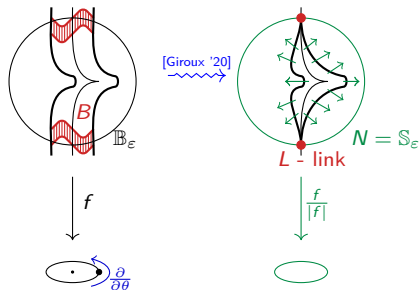 [Giroux '20]
B
𝔹_ε
N = 𝕊_ε
L - link
f
f/|f|
∂/∂θ